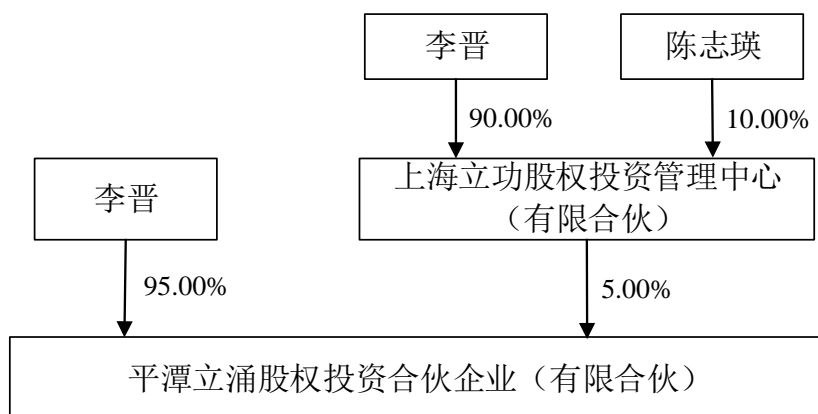 李晋
陈志瑛
90.00%
10.00%
李晋
上海立功股权投资管理中心
（有限合伙）
95.00%
5.00%
平潭立涌股权投资合伙企业（有限合伙）